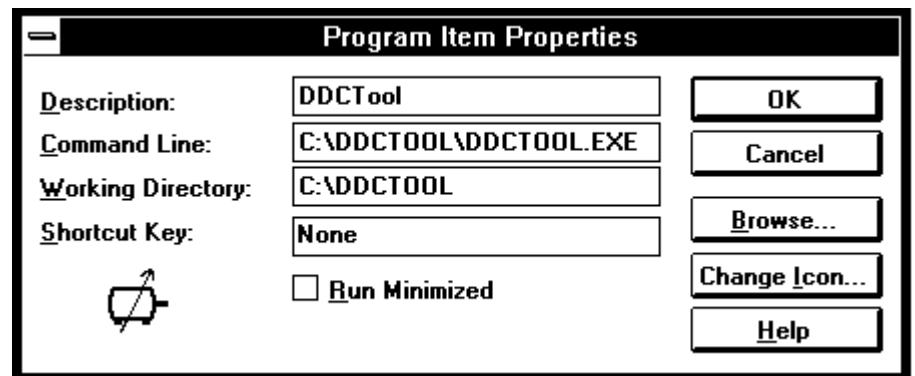 Program Item Properties
Description: DDCTool
Command Line: C:\DDCTOOL\DDCTOOL.EXE
Working Directory: C:\DDCTOOL
Shortcut Key: None
Run Minimized
OK
Cancel
Browse...
Change Icon...
Help